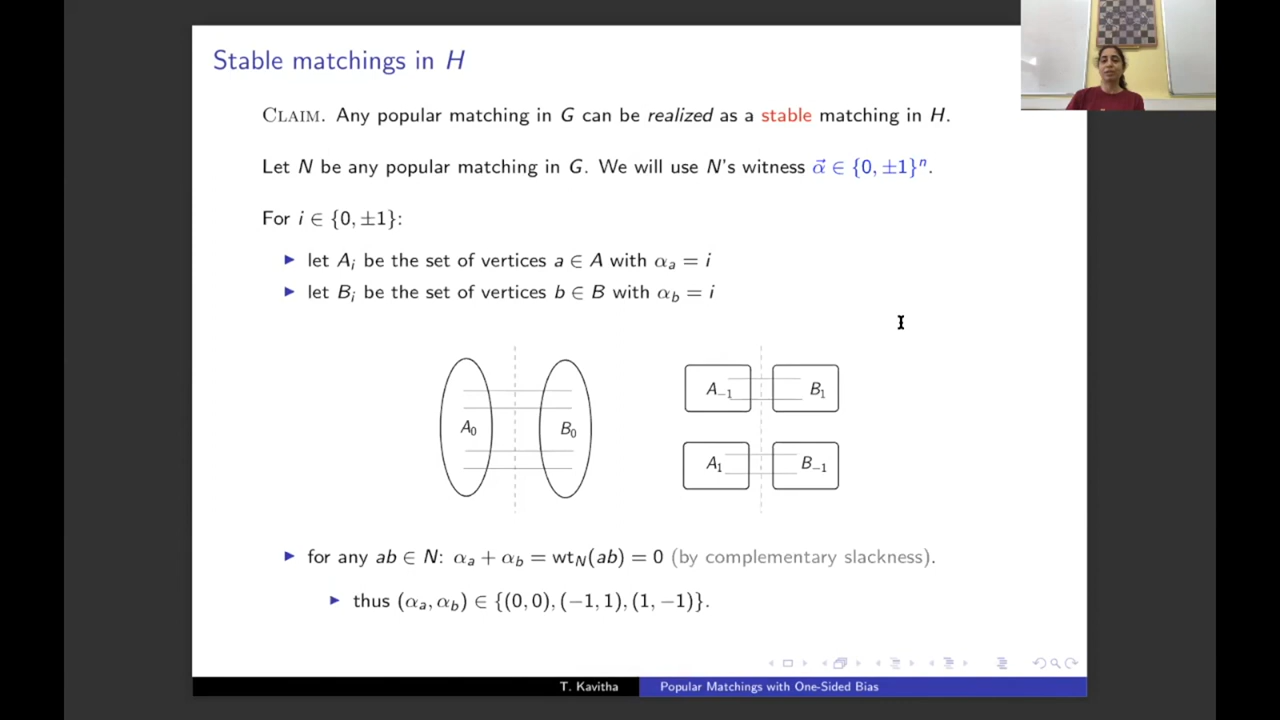 Stable matchings in H
CLAIM. Any popular matching in G can be realized as a stable matching in H.
Let N be any popular matching in G. We will use N's witness α⃗ ∈ {0, ±1}ⁿ.
For i ∈ {0, ±1}:
▶ let Aᵢ be the set of vertices a ∈ A with αₐ = i
▶ let Bᵢ be the set of vertices b ∈ B with α_b = i
A₋₁ B₁
A₀ B₀
A₁ B₋₁
▶ for any ab ∈ N: αₐ + α_b = wt_N(ab) = 0 (by complementary slackness).
▶ thus (αₐ, α_b) ∈ {(0, 0), (−1, 1), (1, −1)}.
T. Kavitha Popular Matchings with One-Sided Bias